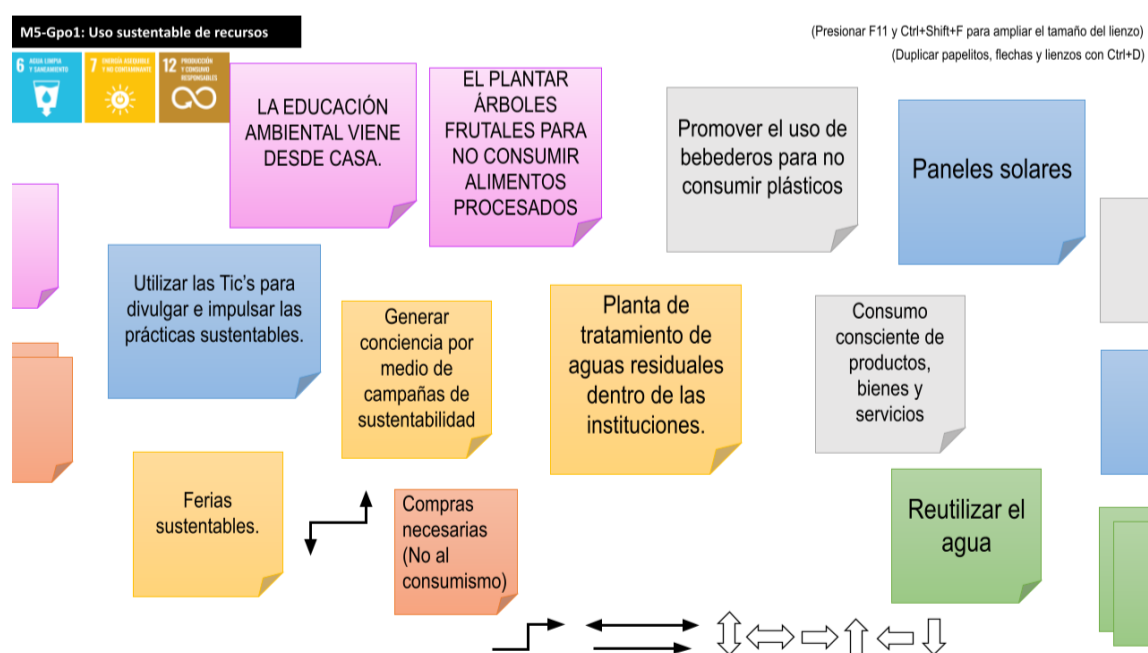 M5-Gpo1: Uso sustentable de recursos
(Presionar F11 y Ctrl+Shift+F para ampliar el tamaño del lienzo)
(Duplicar papelitos, flechas y lienzos con Ctrl+D)
6 AGUA LIMPIA
Y SANEAMIENTO
7 ENERGÍA ASEQUIBLE
Y NO CONTAMINANTE
12 PRODUCCIÓN
Y CONSUMO
RESPONSABLES
LA EDUCACIÓN
AMBIENTAL VIENE
DESDE CASA.
EL PLANTAR
ÁRBOLES
FRUTALES PARA
NO CONSUMIR
ALIMENTOS
PROCESADOS
Promover el uso de
bebederos para no
consumir plásticos
Paneles solares
Utilizar las Tic's para
divulgar e impulsar las
prácticas sustentables.
Generar
conciencia por
medio de
campañas de
sustentabilidad
Planta de
tratamiento de
aguas residuales
dentro de las
instituciones.
Consumo
consciente de
productos,
bienes y
servicios
Ferias
sustentables.
Compras
necesarias
(No al
consumismo)
Reutilizar el
agua